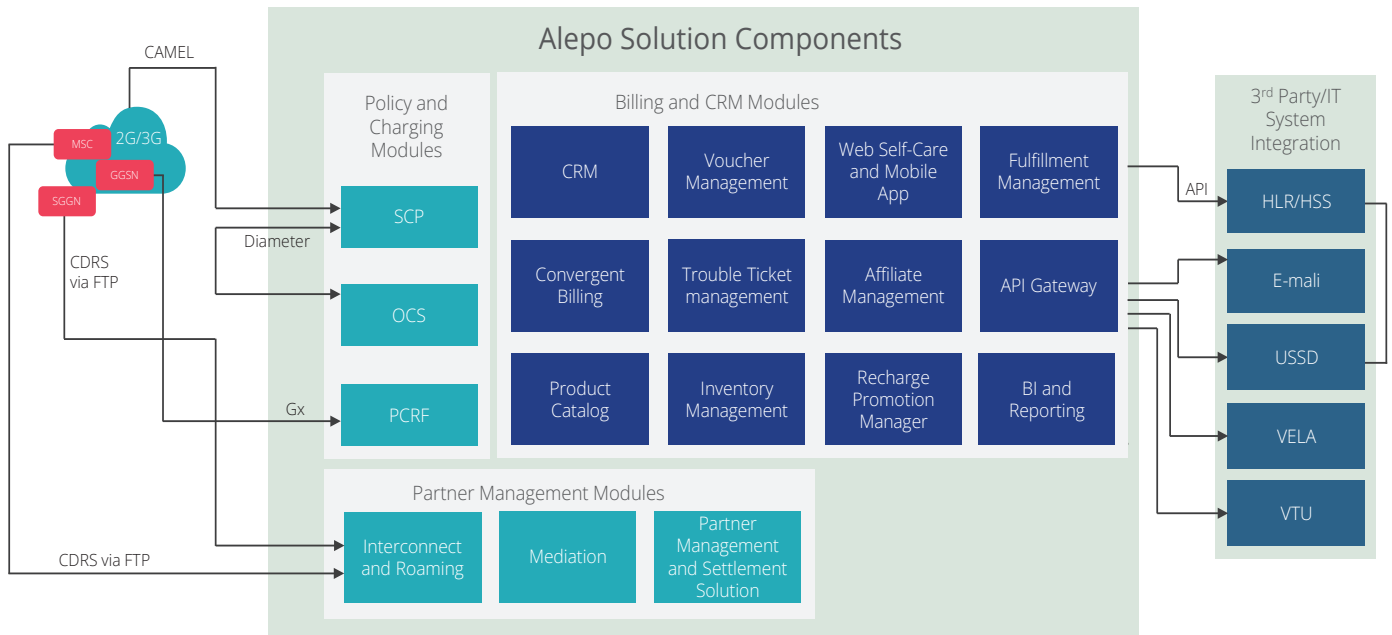 Alepo Solution Components
CAMEL
2G/3G
MSC
GGSN
SGGN
CDRS
via FTP
Diameter
Gx
CDRS via FTP
Policy and
Charging
Modules
SCP
OCS
PCRF
Billing and CRM Modules
CRM
Voucher
Management
Web Self-Care
and Mobile
App
Fulfillment
Management
Convergent
Billing
Trouble Ticket
management
Affiliate
Management
API Gateway
Product
Catalog
Inventory
Management
Recharge
Promotion
Manager
BI and
Reporting
Partner Management Modules
Interconnect
and Roaming
Mediation
Partner
Management
and Settlement
Solution
API
3rd Party/IT
System
Integration
HLR/HSS
E-mali
USSD
VELA
VTU